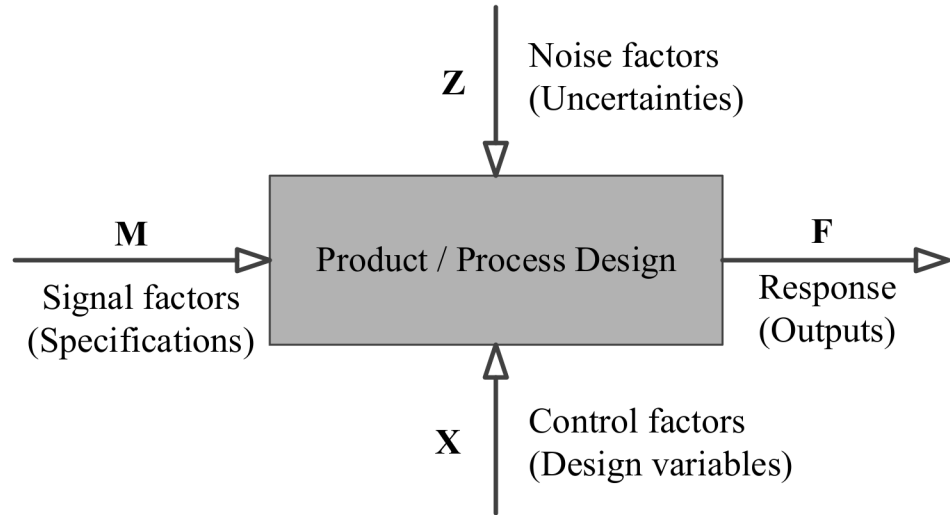 Z
Noise factors
(Uncertainties)
M
Signal factors
(Specifications)
Product / Process Design
F
Response
(Outputs)
X
Control factors
(Design variables)